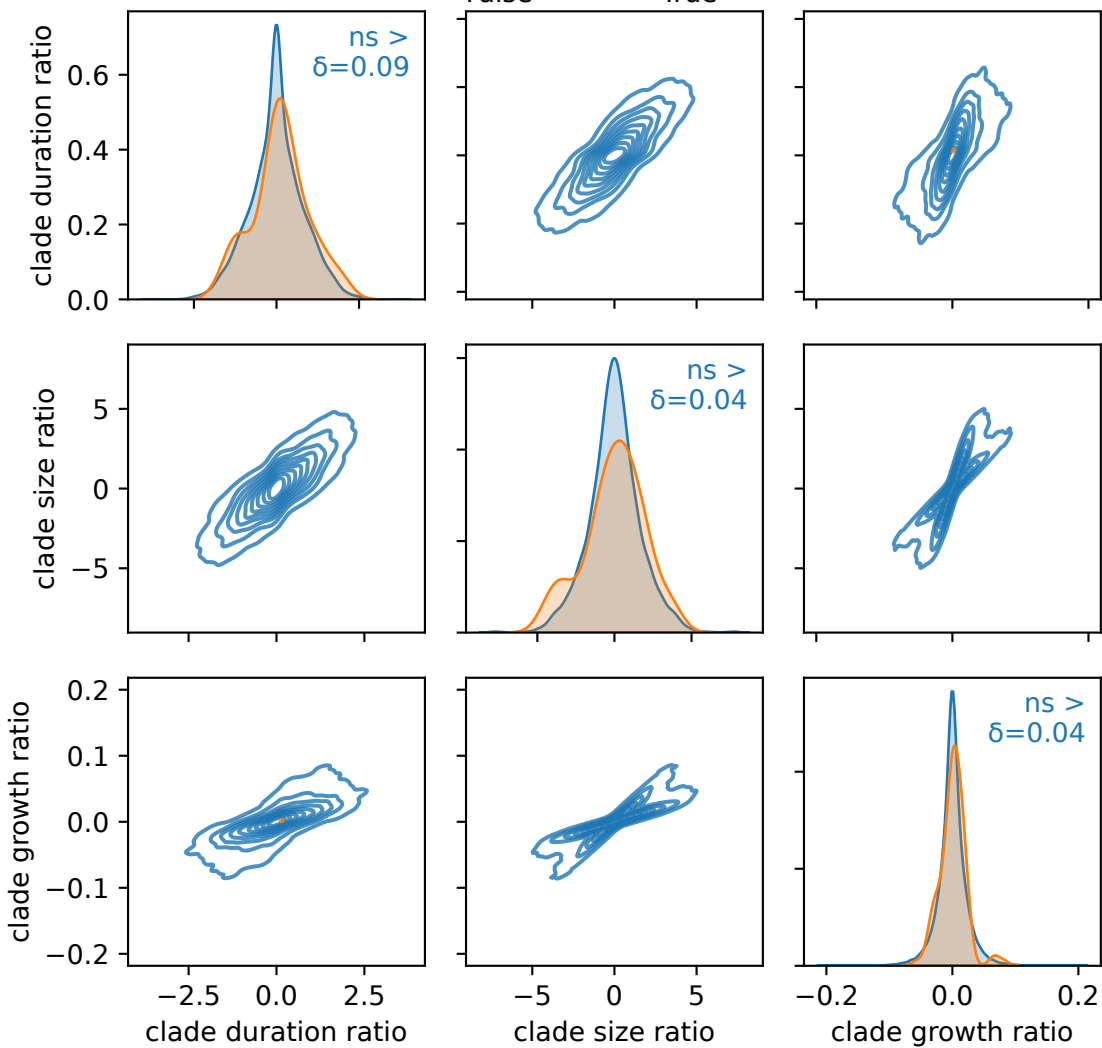 clade duration ratio
0.6
0.4
0.2
0.0
ns >
δ=0.09
clade size ratio
5
0
−5
ns >
δ=0.04
clade growth ratio
0.2
0.1
0.0
−0.1
−0.2
ns >
δ=0.04
−2.5 0.0 2.5
−5 0 5
−0.2 0.0 0.2
clade duration ratio
clade size ratio
clade growth ratio